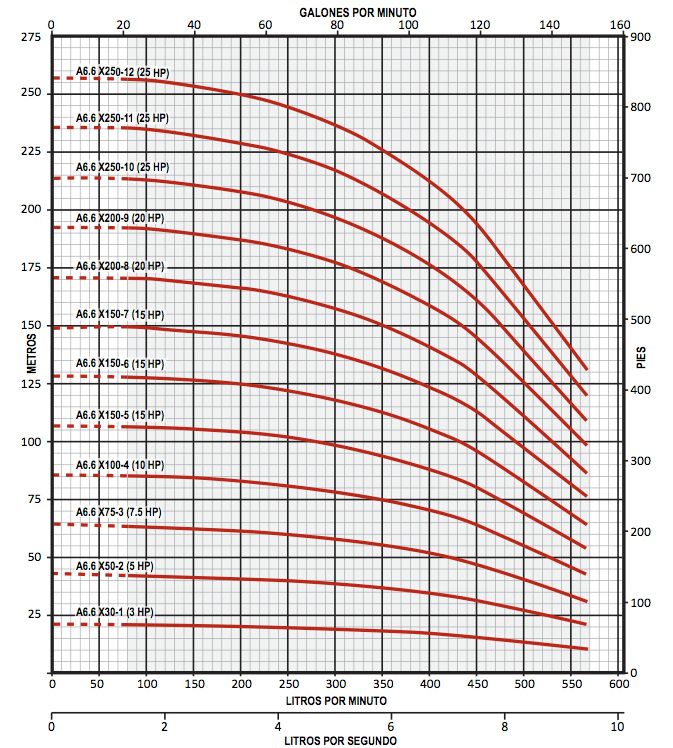 GALONES POR MINUTO
0 20 40 60 80 100 120 140 160
275 900
A6.6 X250-12 (25 HP)
250 800
A6.6 X250-11 (25 HP)
225
A6.6 X250-10 (25 HP)
700
200
A6.6 X200-9 (20 HP)
600
175
A6.6 X200-8 (20 HP)
A6.6 X150-7 (15 HP)
500
150
METROS
PIES
A6.6 X150-6 (15 HP)
125 400
A6.6 X150-5 (15 HP)
100
A6.6 X100-4 (10 HP)
300
75
A6.6 X75-3 (7.5 HP)
200
50
A6.6 X50-2 (5 HP)
100
A6.6 X30-1 (3 HP)
25
0
0 50 100 150 200 250 300 350 400 450 500 550 600
LITROS POR MINUTO
0 2 4 6 8 10
LITROS POR SEGUNDO